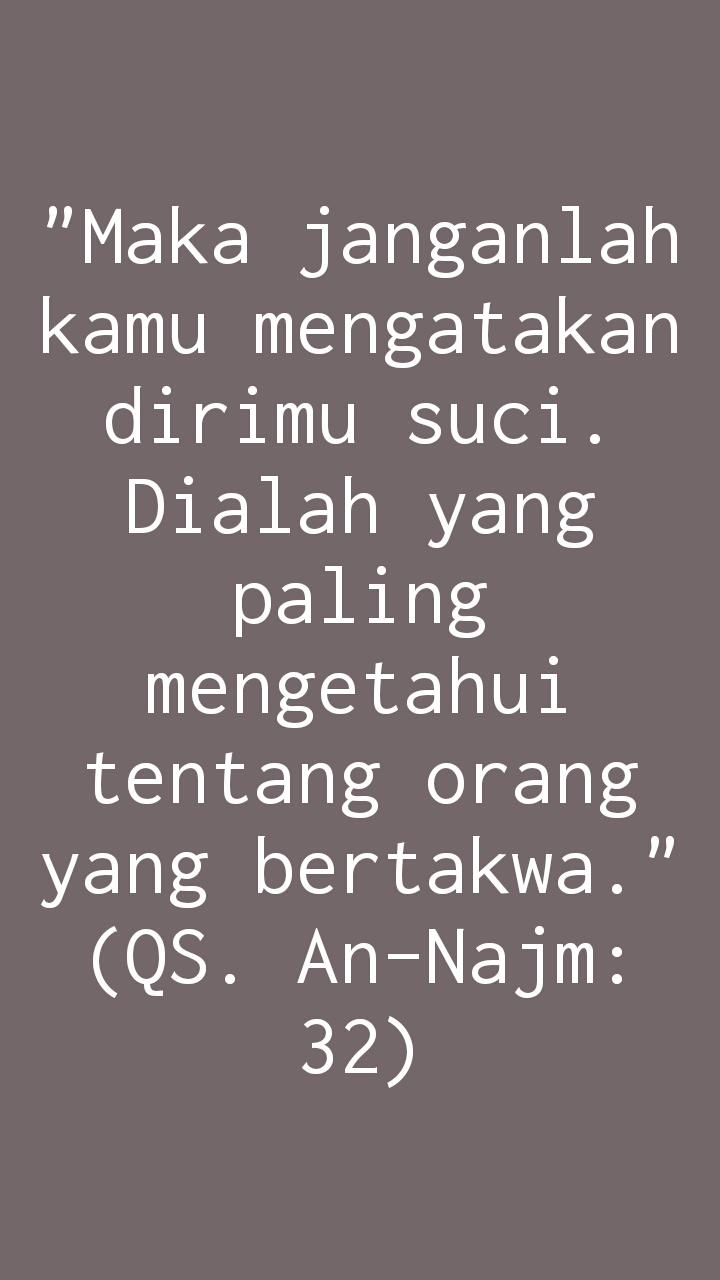 "Maka janganlah
kamu mengatakan
dirimu suci.
Dialah yang
paling
mengetahui
tentang orang
yang bertakwa."
(QS. An-Najm:
32)